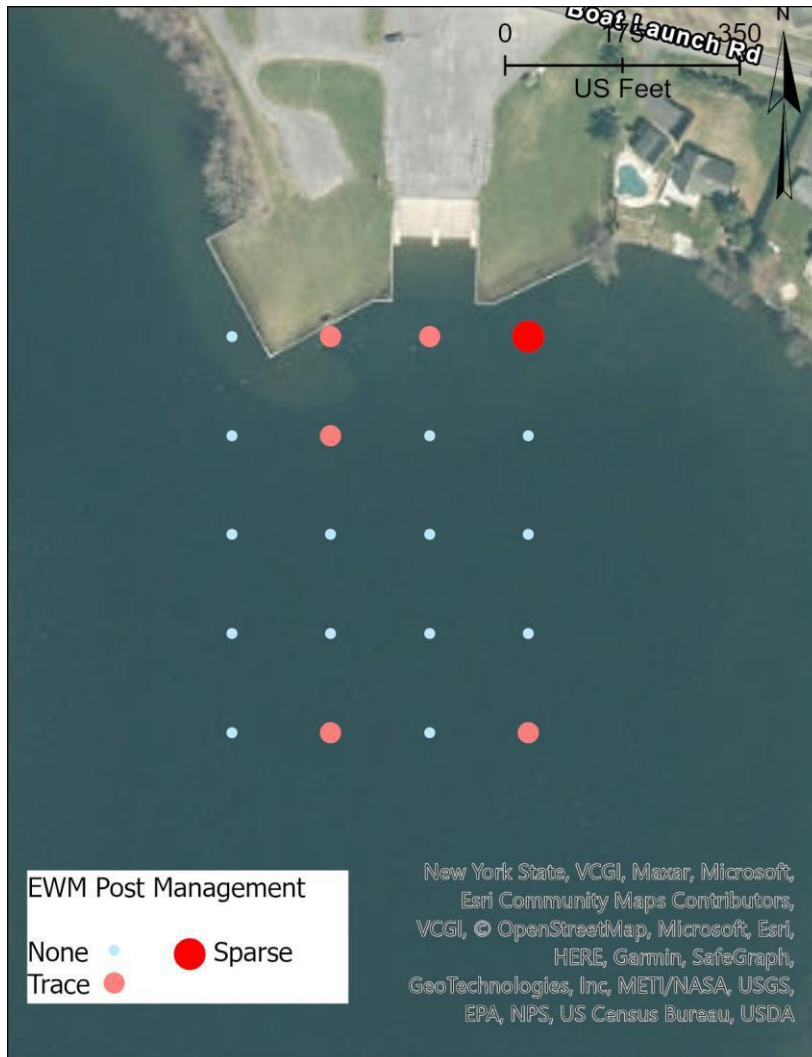 Boat Launch Rd
N
0 175 350
US Feet
EWM Post Management
None Sparse
Trace
New York State, VCGI, Maxar, Microsoft,
Esri Community Maps Contributors,
VCGI, © OpenStreetMap, Microsoft, Esri,
HERE, Garmin, SafeGraph,
GeoTechnologies, Inc, METI/NASA, USGS,
EPA, NPS, US Census Bureau, USDA